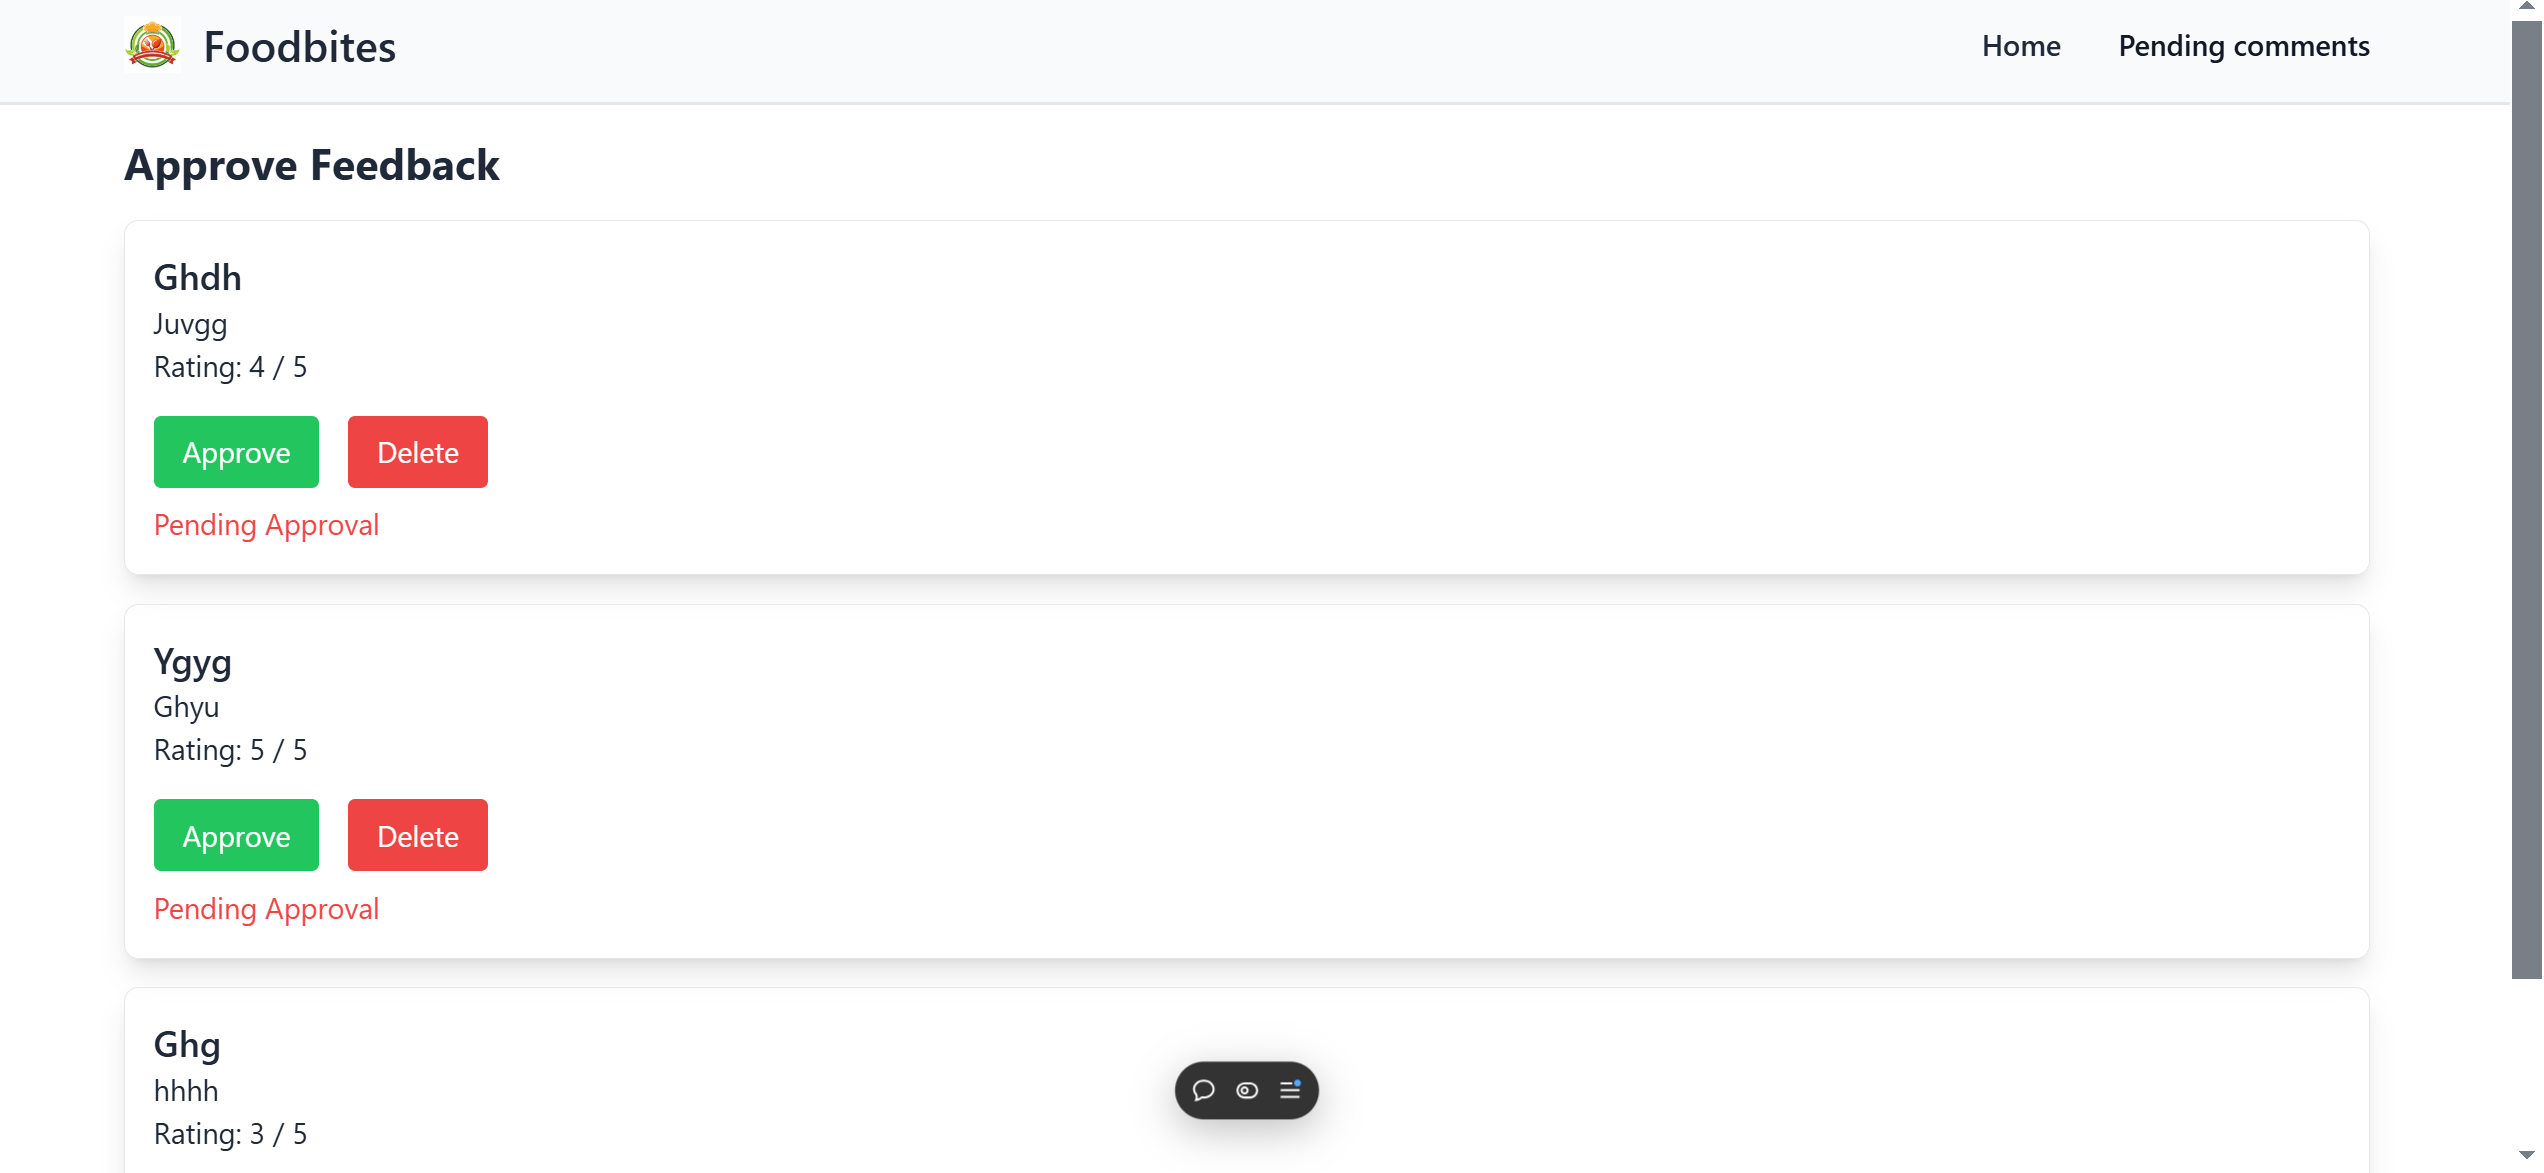 Foodbites
Home
Pending comments
Approve Feedback
Ghdh
Juvgg
Rating: 4 / 5
Approve
Delete
Pending Approval
Ygyg
Ghyu
Rating: 5 / 5
Approve
Delete
Pending Approval
Ghg
hhhh
Rating: 3 / 5